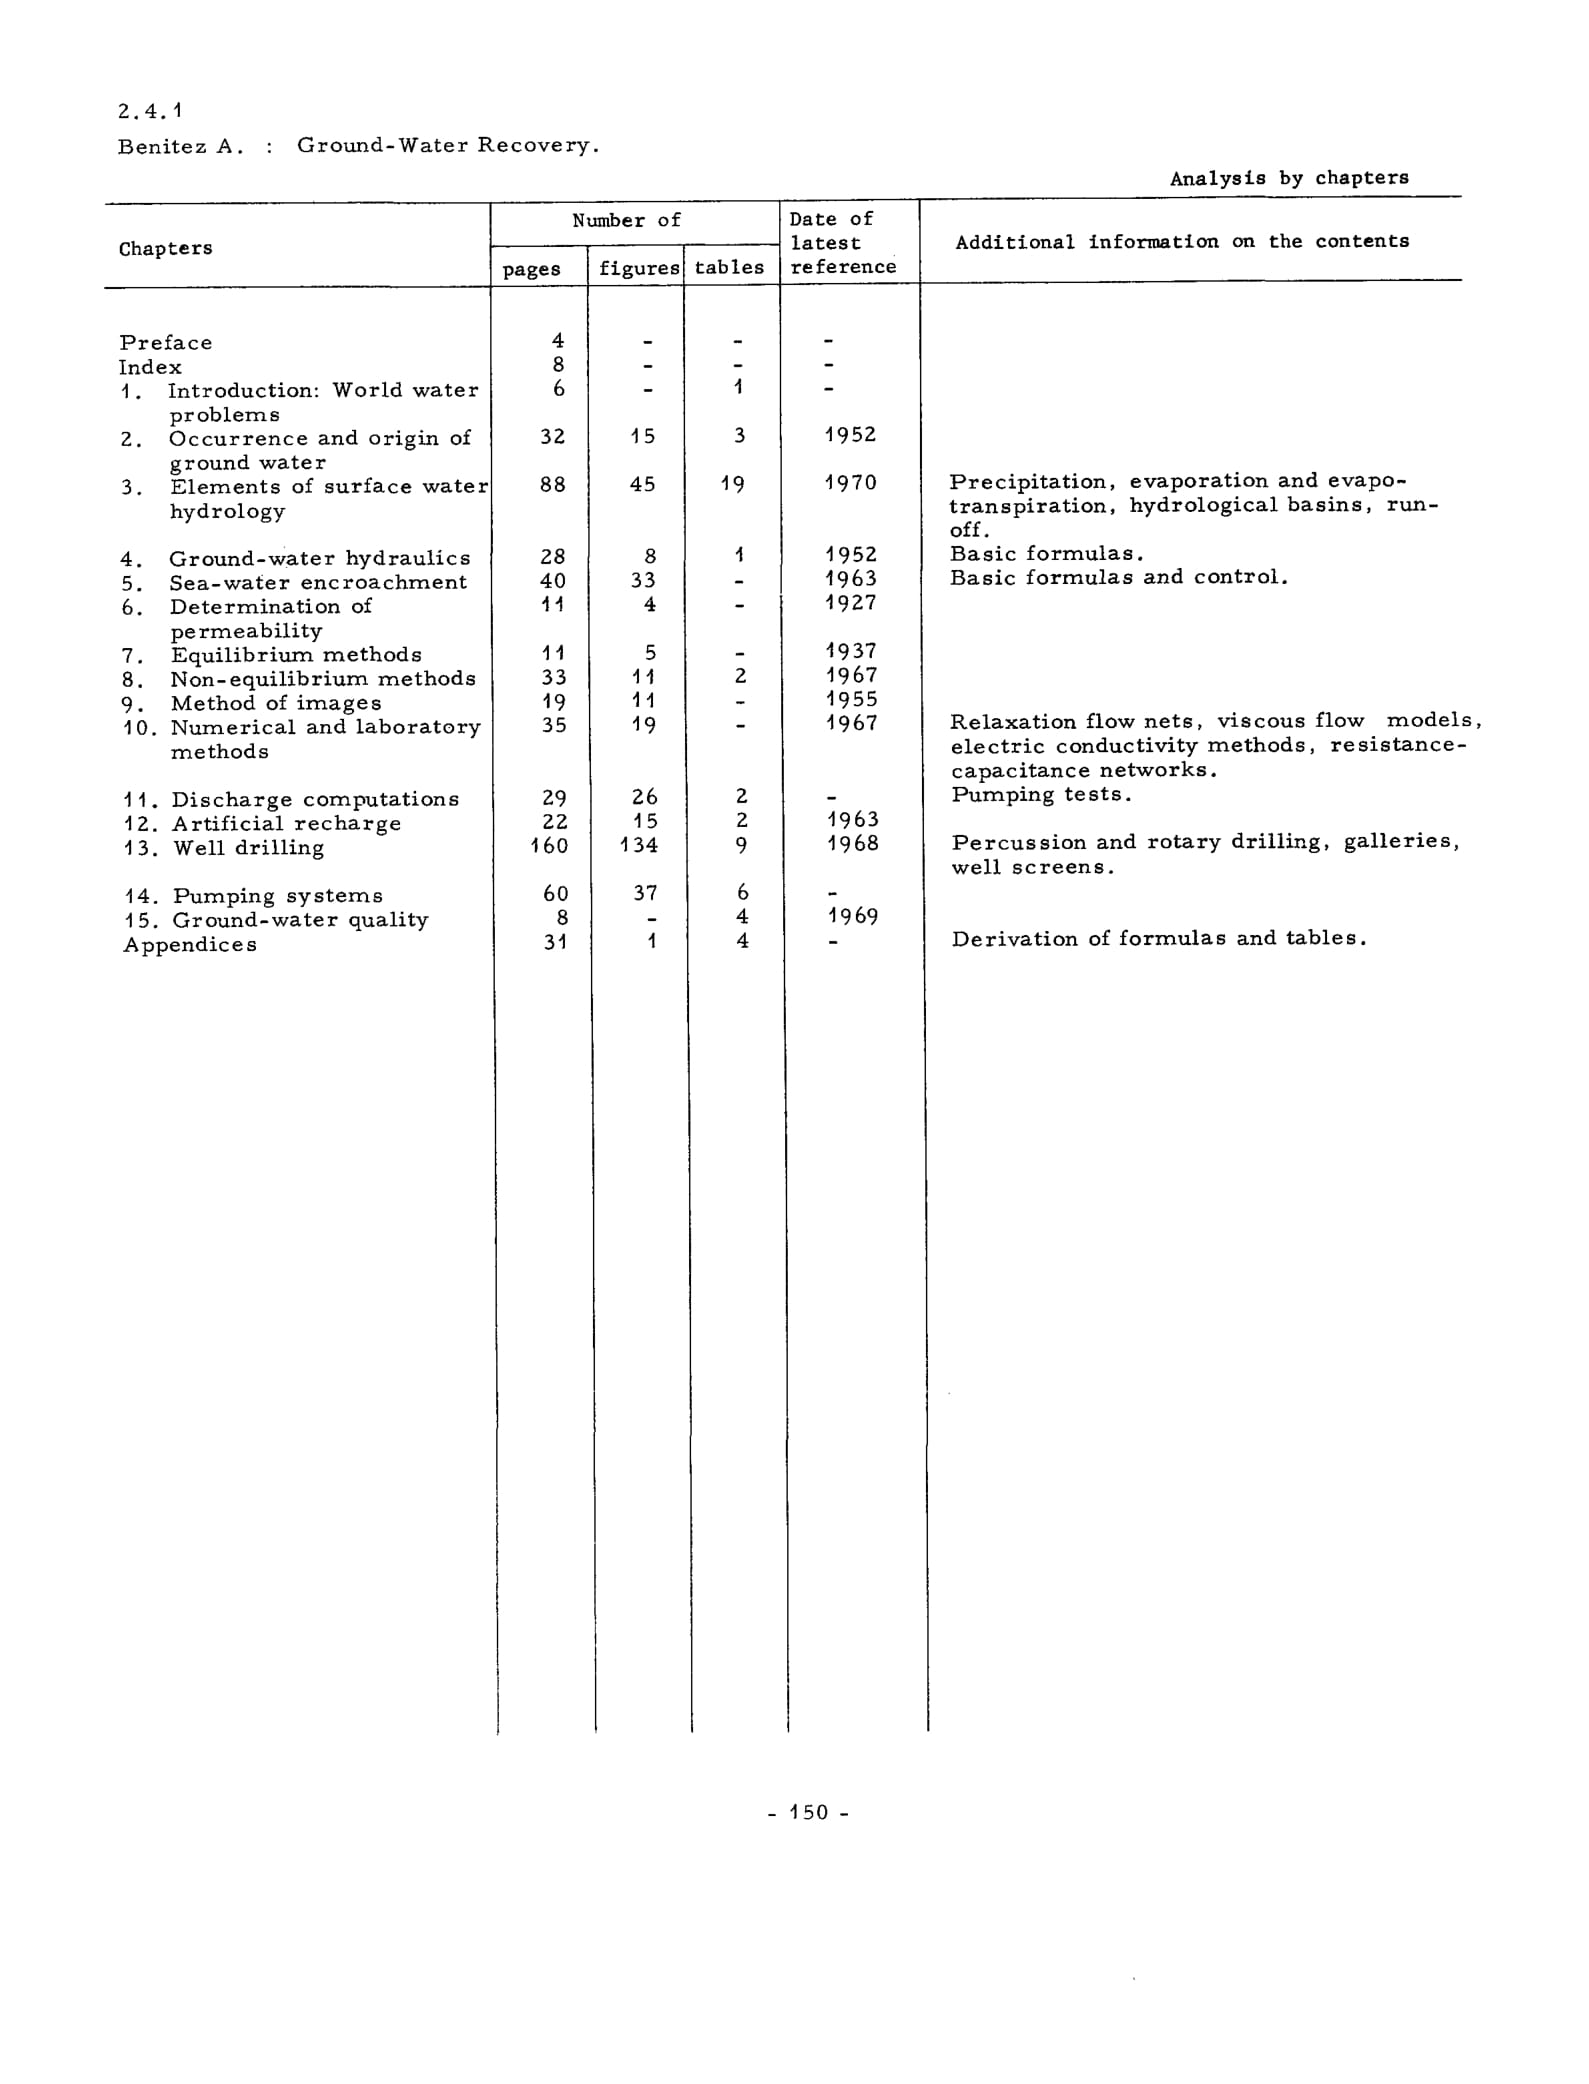 2.4.1
Benitez A. : Ground-Water Recovery.
Analysis by chapters
Chapters
Number of
pages figures tables
Date of
latest
reference
Additional information on the contents
Preface 4 - - -
Index 8 - - -
1. Introduction: World water 6 - 1 -
problems
2. Occurrence and origin of 32 15 3 1952
ground water
3. Elements of surface water 88 45 19 1970 Precipitation, evaporation and evapo-
hydrology transpiration, hydrological basins, run-
off.
4. Ground-water hydraulics 28 8 1 1952 Basic formulas.
5. Sea-water encroachment 40 33 - 1963 Basic formulas and control.
6. Determination of 11 4 - 1927
permeability
7. Equilibrium methods 11 5 - 1937
8. Non-equilibrium methods 33 11 2 1967
9. Method of images 19 11 - 1955
10. Numerical and laboratory 35 19 - 1967 Relaxation flow nets, viscous flow models,
methods electric conductivity methods, resistance-
capacitance networks.
11. Discharge computations 29 26 2 - Pumping tests.
12. Artificial recharge 22 15 2 1963
13. Well drilling 160 134 9 1968 Percussion and rotary drilling, galleries,
well screens.
14. Pumping systems 60 37 6 -
15. Ground-water quality 8 - 4 1969
Appendices 31 1 4 - Derivation of formulas and tables.
- 150 -